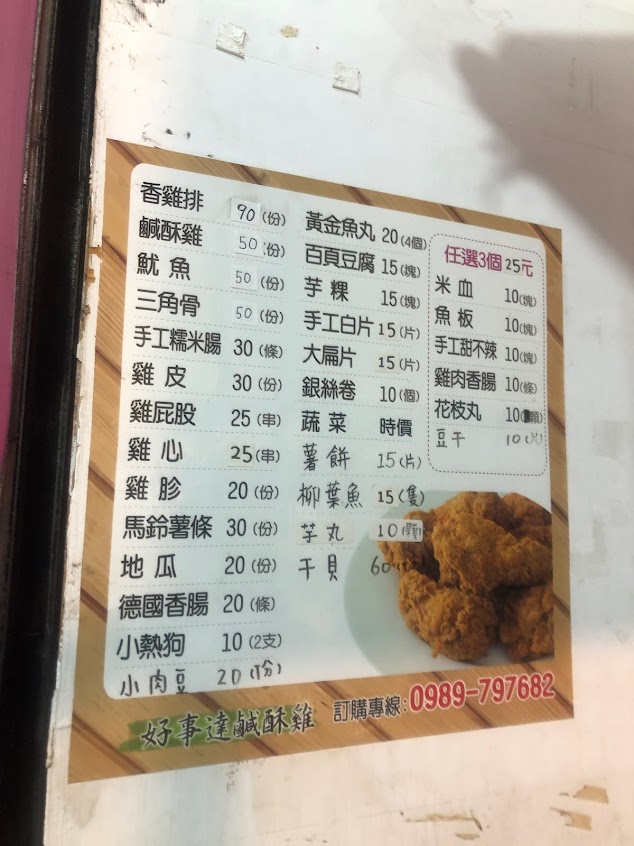 香雞排 90(份)
鹹酥雞 50(份)
魷魚 50(份)
三角骨 50(份)
手工糯米腸 30(條)
雞皮 30(份)
雞屁股 25(串)
雞心 25(串)
雞胗 20(份)
馬鈴薯條 30(份)
地瓜 20(份)
德國香腸 20(條)
小熱狗 10(2支)
小肉豆 20(份)
黃金魚丸 20(4個)
百頁豆腐 15(塊)
芋粿 15(塊)
手工白片 15(片)
大扁片 15(片)
銀絲卷 10(個)
蔬菜 時價
薯餅 15(片)
柳葉魚 15(隻)
芋丸 10(顆)
干貝 60
任選3個25元
米血 10(塊)
魚板 10(塊)
手工甜不辣 10(塊)
雞肉香腸 10(條)
花枝丸 10(顆)
豆干 10(片)
好事達鹹酥雞 訂購專線:0989-797682